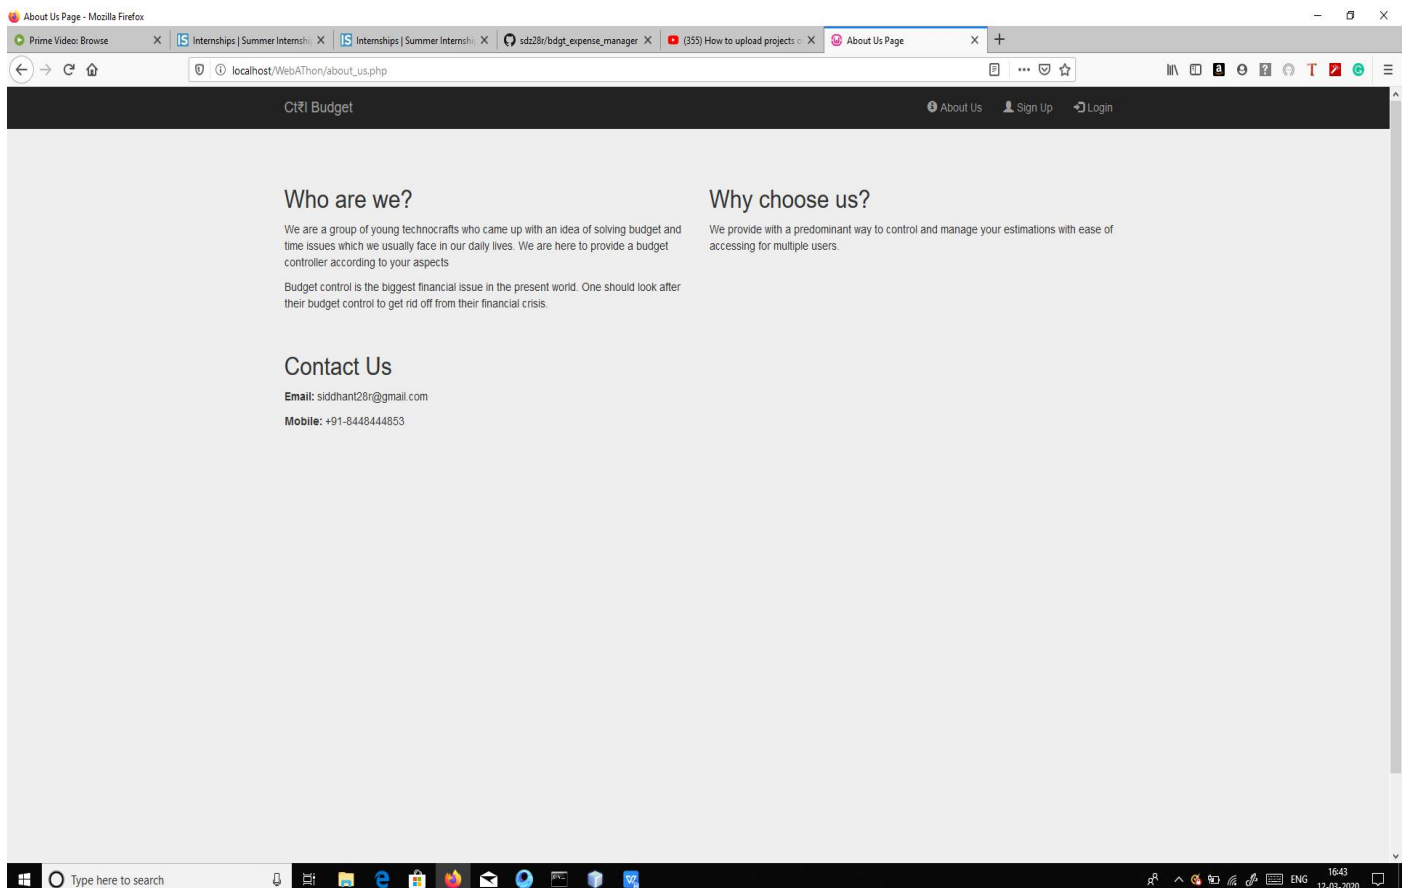 About Us Page - Mozilla Firefox
Prime Video: Browse
Internships | Summer Internshi
Internships | Summer Internshi
sdz28r/bdgt_expense_manager
(355) How to upload projects o
About Us Page
localhost/WebAThon/about_us.php
Ct₹l Budget
About Us
Sign Up
Login
Who are we?
We are a group of young technocrafts who came up with an idea of solving budget and
time issues which we usually face in our daily lives. We are here to provide a budget
controller according to your aspects
Budget control is the biggest financial issue in the present world. One should look after
their budget control to get rid off from their financial crisis.
Why choose us?
We provide with a predominant way to control and manage your estimations with ease of
accessing for multiple users.
Contact Us
Email: siddhant28r@gmail.com
Mobile: +91-8448444853
Type here to search
ENG
16:43
12-03-2020